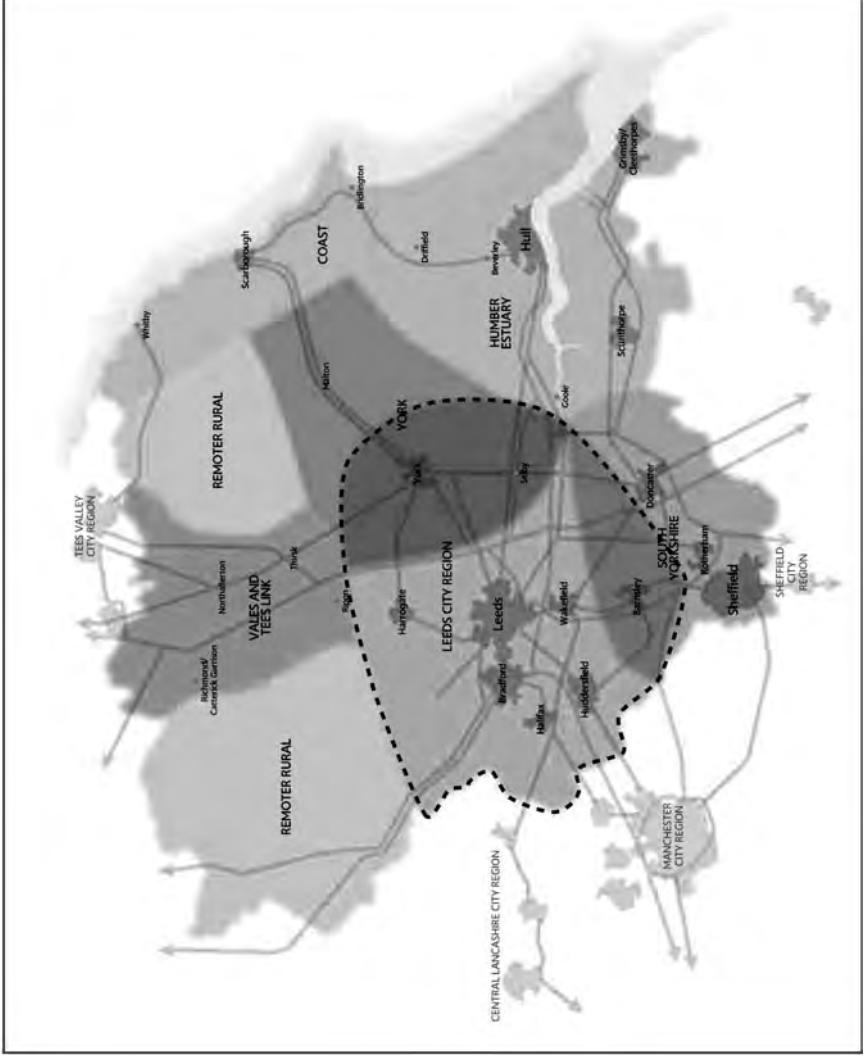 TEES VALLEY
CITY REGION
Whitby
Richmond/
Catterick Garrison
Northallerton
REMOTER RURAL
Scarborough
VALES AND
TEES LINK
Thirsk
REMOTER RURAL
Malton
COAST
Ripon
Bridlington
Harrogate
York
YORK
Driffield
LEEDS CITY REGION
Beverley
CENTRAL LANCASHIRE CITY REGION
Bradford
Leeds
Selby
HUMBER
ESTUARY
Hull
Halifax
Wakefield
Goole
Huddersfield
Barnsley
Doncaster
Scunthorpe
Grimsby/
Cleethorpes
SOUTH
YORKSHIRE
Rotherham
MANCHESTER
CITY REGION
Sheffield
SHEFFIELD
CITY
REGION